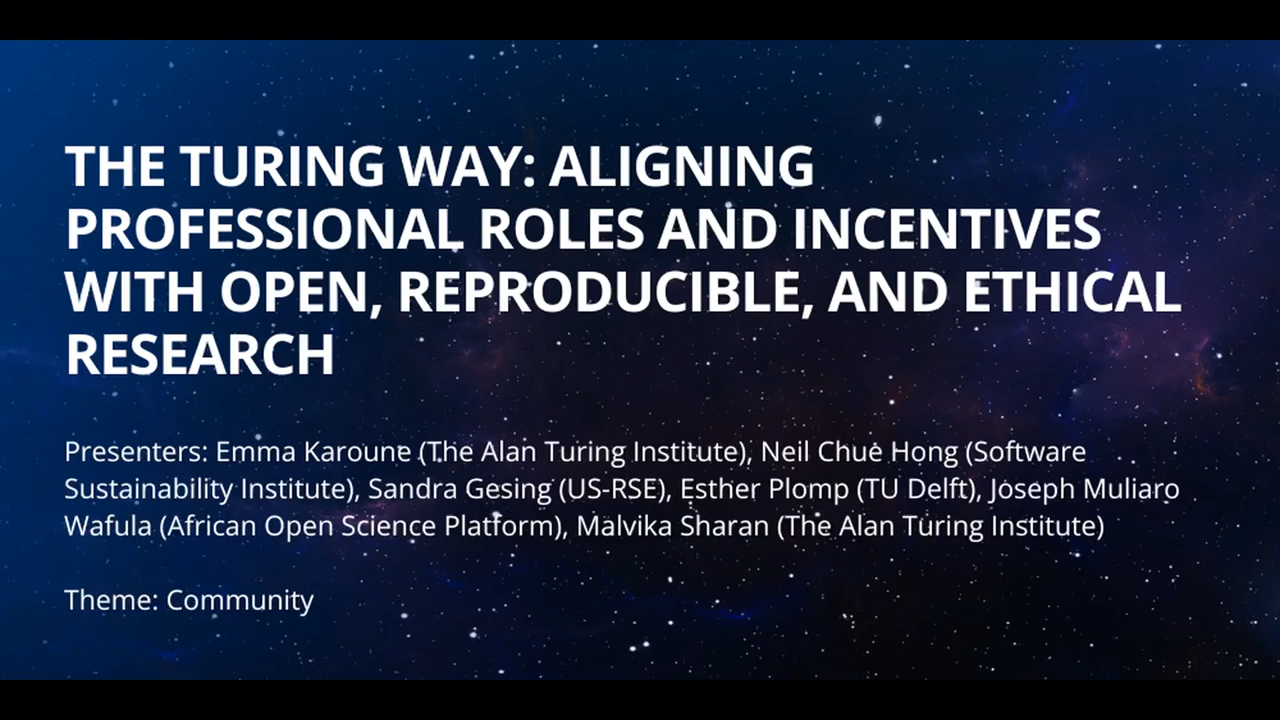 THE TURING WAY: ALIGNING
PROFESSIONAL ROLES AND INCENTIVES
WITH OPEN, REPRODUCIBLE, AND ETHICAL
RESEARCH
Presenters: Emma Karoune (The Alan Turing Institute), Neil Chue Hong (Software
Sustainability Institute), Sandra Gesing (US-RSE), Esther Plomp (TU Delft), Joseph Muliaro
Wafula (African Open Science Platform), Malvika Sharan (The Alan Turing Institute)
Theme: Community